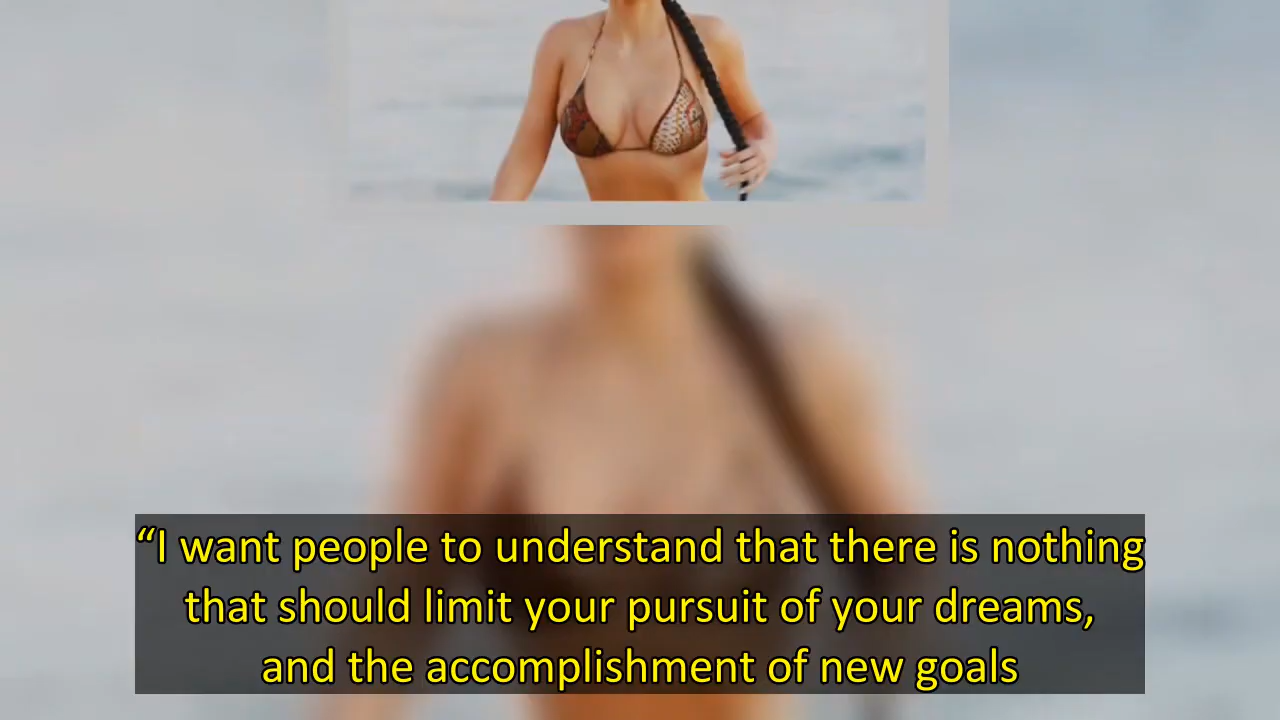 “I want people to understand that there is nothing
that should limit your pursuit of your dreams,
and the accomplishment of new goals